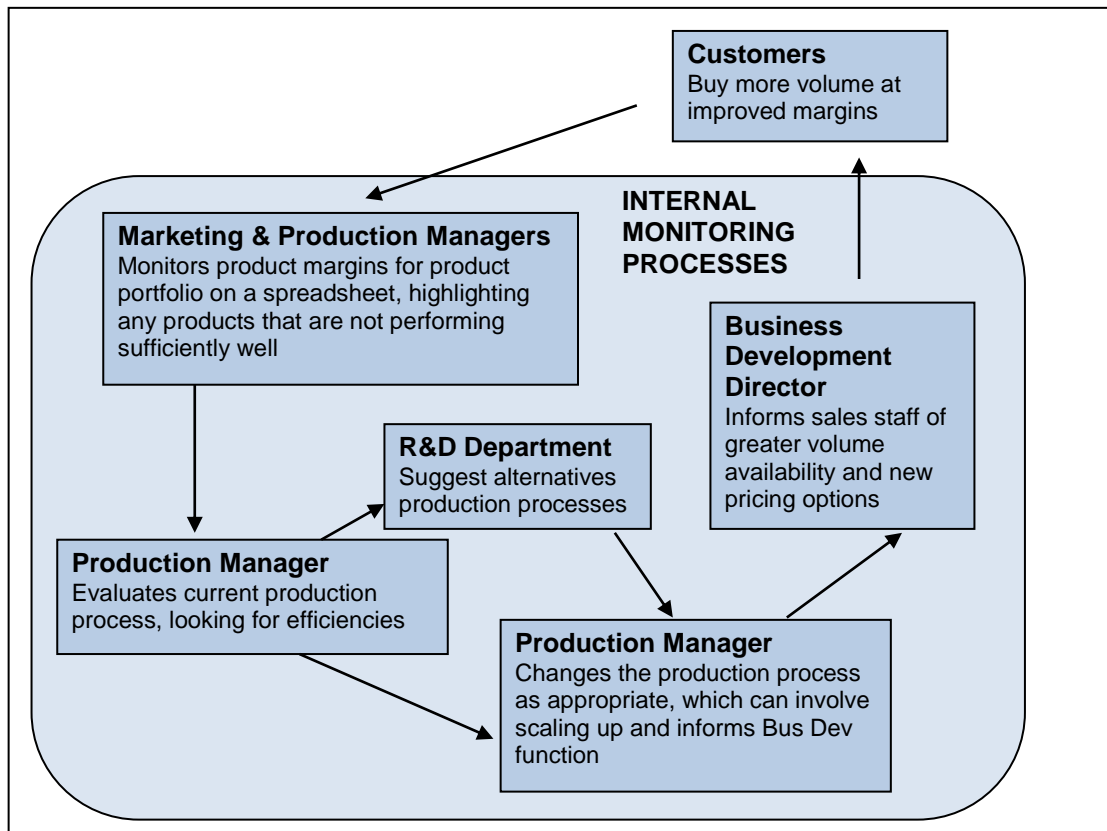 Customers
Buy more volume at
improved margins
INTERNAL
MONITORING
PROCESSES
Marketing & Production Managers
Monitors product margins for product
portfolio on a spreadsheet, highlighting
any products that are not performing
sufficiently well
Business
Development
Director
Informs sales staff of
greater volume
availability and new
pricing options
R&D Department
Suggest alternatives
production processes
Production Manager
Evaluates current production
process, looking for efficiencies
Production Manager
Changes the production process
as appropriate, which can involve
scaling up and informs Bus Dev
function